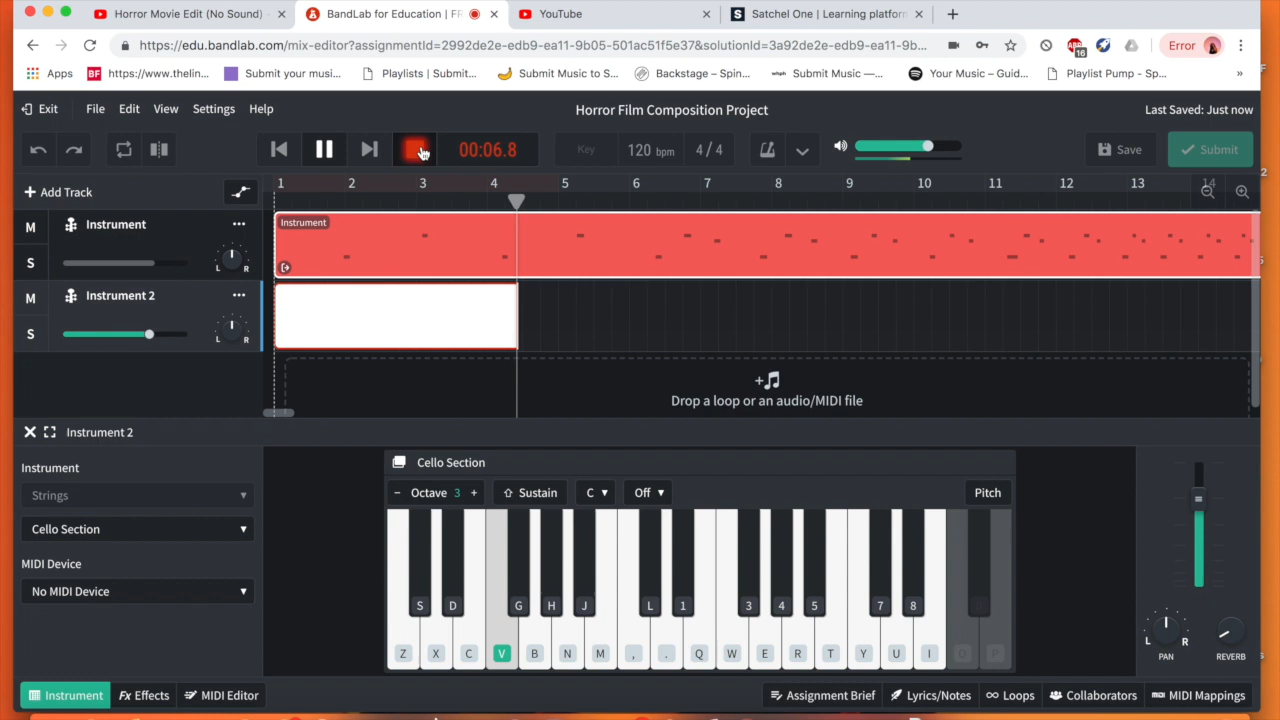 Horror Movie Edit (No Sound)
BandLab for Education | FR
YouTube
Satchel One | Learning platform
https://edu.bandlab.com/mix-editor?assignmentId=2992de2e-edb9-ea11-9b05-501ac51f5e37&solutionId=3a92de2e-edb9-ea11-9b...
16
Error
Apps
BF https://www.thelin...
Submit your musi...
Playlists | Submit...
Submit Music to S...
Backstage – Spin...
whph Submit Music —...
Your Music – Guid...
Playlist Pump - Sp...
»
Exit File Edit View Settings Help
Horror Film Composition Project
Last Saved: Just now
00:06.8
Key
120 bpm
4 / 4
Save
Submit
+ Add Track
1 2 3 4 5 6 7 8 9 10 11 12 13 14
M Instrument
S L R
Instrument
M Instrument 2
S L R
Drop a loop or an audio/MIDI file
Instrument 2
Instrument
Strings
Cello Section
MIDI Device
No MIDI Device
Cello Section
− Octave 3 +
Sustain
C
Off
Pitch
S D G H J L 1 3 4 5 7 8
Z X C V B N M , . Q W E R T Y U I O P
L R
PAN
REVERB
Instrument
Fx Effects
MIDI Editor
Assignment Brief
Lyrics/Notes
Loops
Collaborators
MIDI Mappings